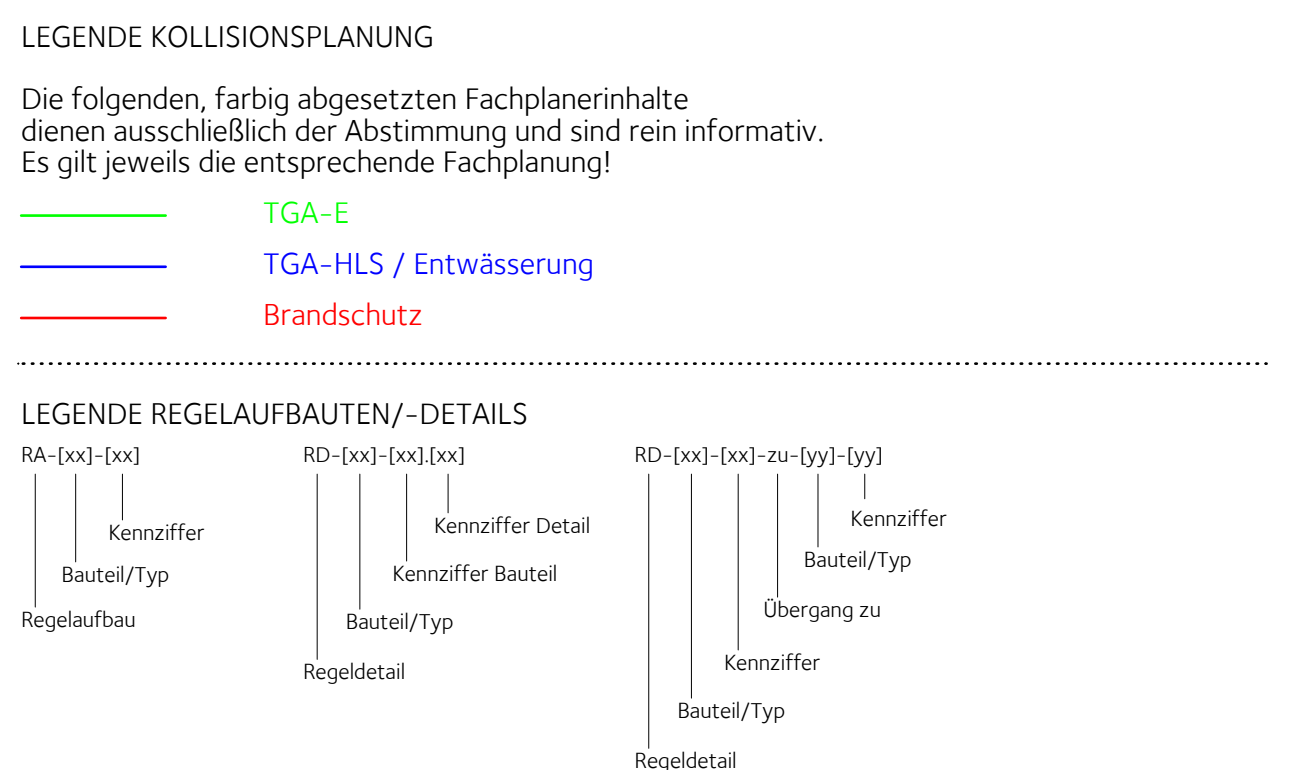 LEGENDE KOLLISIONSPLANUNG
Die folgenden, farbig abgesetzten Fachplanerinhalte
dienen ausschließlich der Abstimmung und sind rein informativ.
Es gilt jeweils die entsprechende Fachplanung!
TGA-E
TGA-HLS / Entwässerung
Brandschutz
LEGENDE REGELAUFBAUTEN/-DETAILS
RA-[xx]-[xx]
Kennziffer
Bauteil/Typ
Regelaufbau
RD-[xx]-[xx].[xx]
Kennziffer Detail
Kennziffer Bauteil
Bauteil/Typ
Regeldetail
RD-[xx]-[xx]-zu-[yy]-[yy]
Kennziffer
Bauteil/Typ
Übergang zu
Kennziffer
Bauteil/Typ
Regeldetail